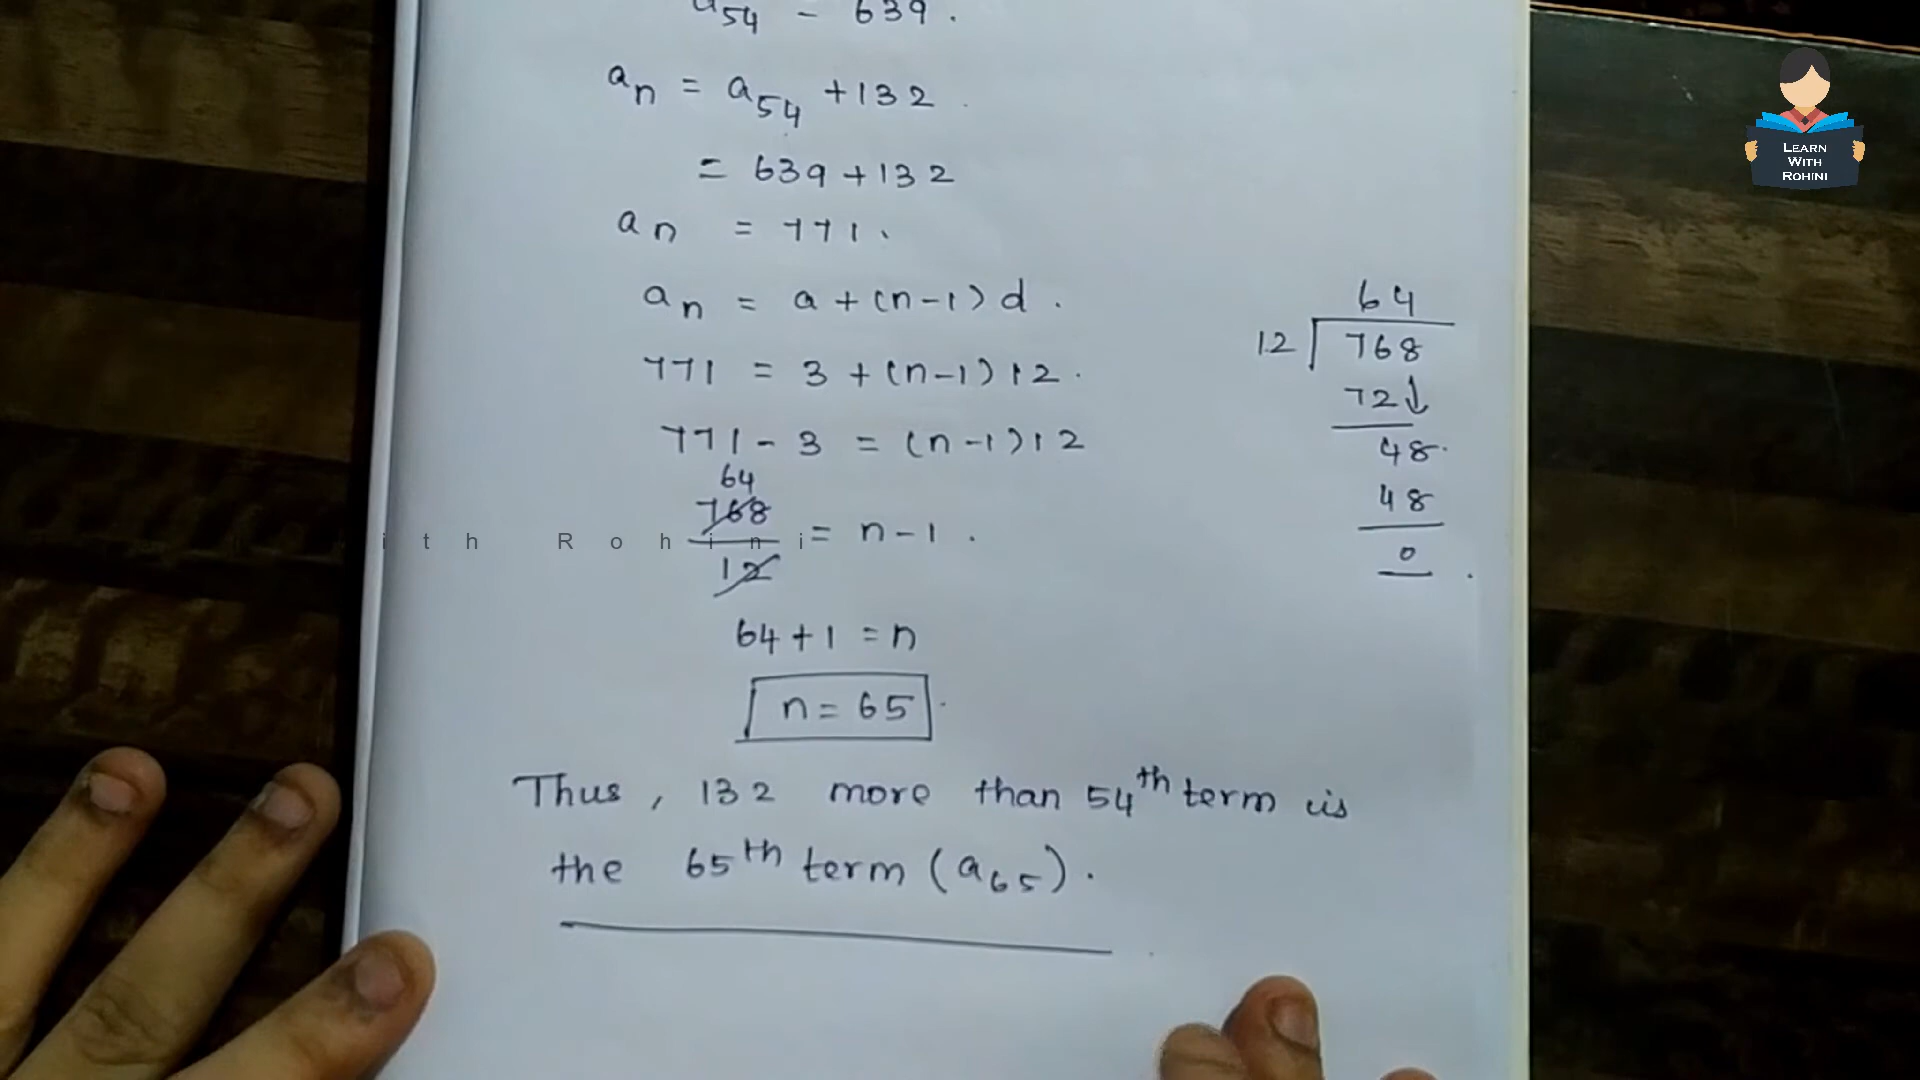 a54 - 639.
an = a54 +132.
= 639+132
an = 771.
an = a+(n-1)d.
771 = 3+(n-1)12.
771-3 = (n-1)12
64
768
12
= n-1.
64+1 =n
n= 65.
Thus, 132 more than 54th term is
the 65th term (a65).
64
12
768
72↓
48.
48
0
LEARN
WITH
ROHINI
ith Rohini